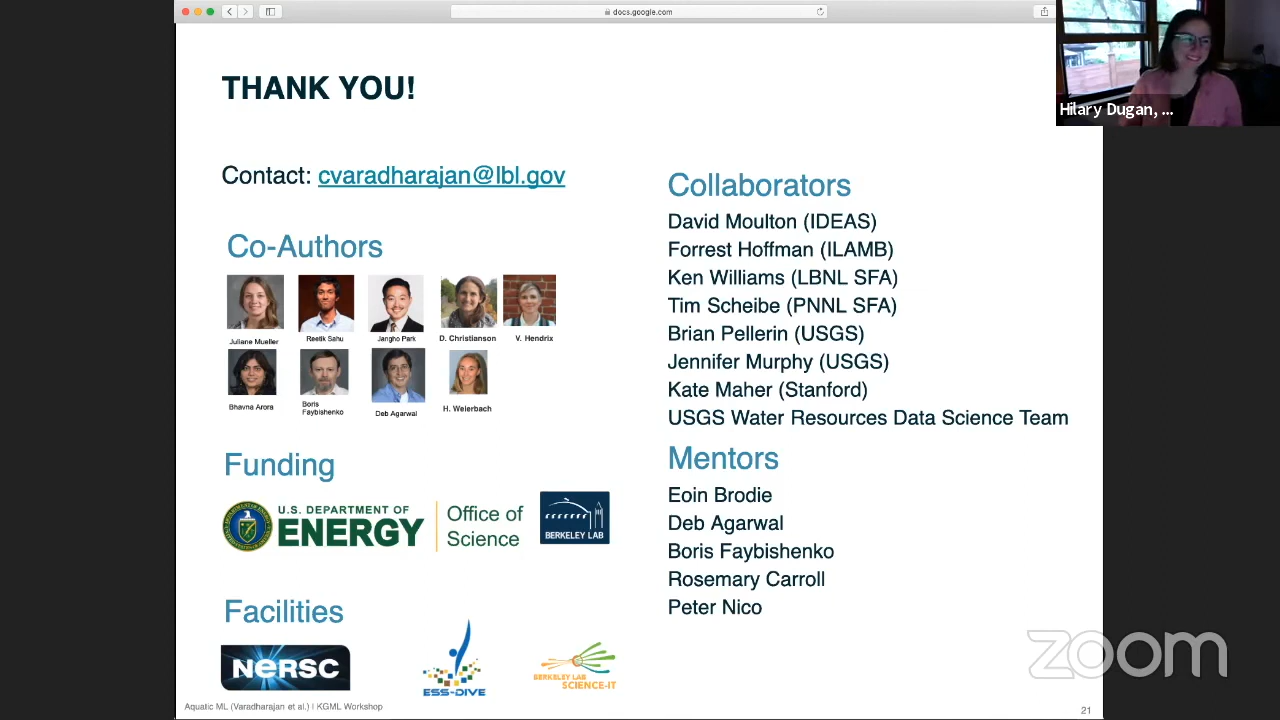 docs.google.com
THANK YOU!
Hilary Dugan, ...
Contact: cvaradharajan@lbl.gov
Co-Authors
Juliane Mueller
Reetik Sahu
Jangho Park
D. Christianson
V. Hendrix
Bhavna Arora
Boris
Faybishenko
Deb Agarwal
H. Weierbach
Funding
U.S. DEPARTMENT OF
ENERGY
Office of
Science
BERKELEY LAB
Facilities
NERSC
ESS-DIVE
BERKELEY LAB
SCIENCE-IT
Collaborators
David Moulton (IDEAS)
Forrest Hoffman (ILAMB)
Ken Williams (LBNL SFA)
Tim Scheibe (PNNL SFA)
Brian Pellerin (USGS)
Jennifer Murphy (USGS)
Kate Maher (Stanford)
USGS Water Resources Data Science Team
Mentors
Eoin Brodie
Deb Agarwal
Boris Faybishenko
Rosemary Carroll
Peter Nico
zoom
Aquatic ML (Varadharajan et al.) I KGML Workshop
21